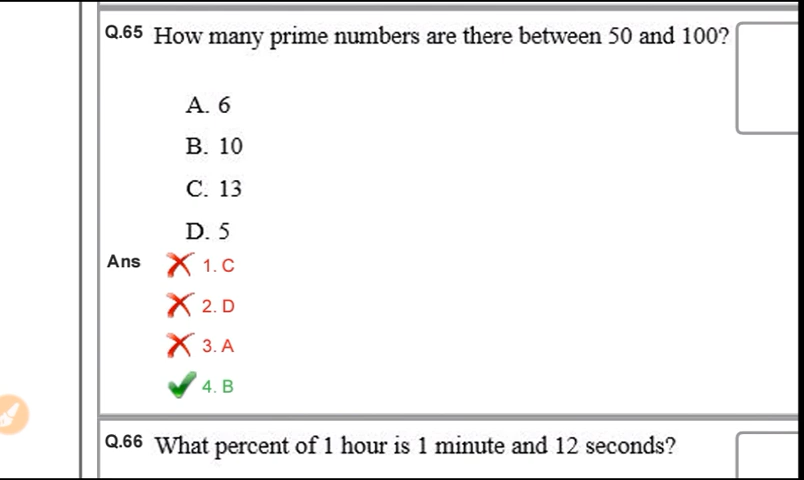 Q.65 How many prime numbers are there between 50 and 100?
A. 6
B. 10
C. 13
D. 5
Ans 1. C
2. D
3. A
4. B
Q.66 What percent of 1 hour is 1 minute and 12 seconds?